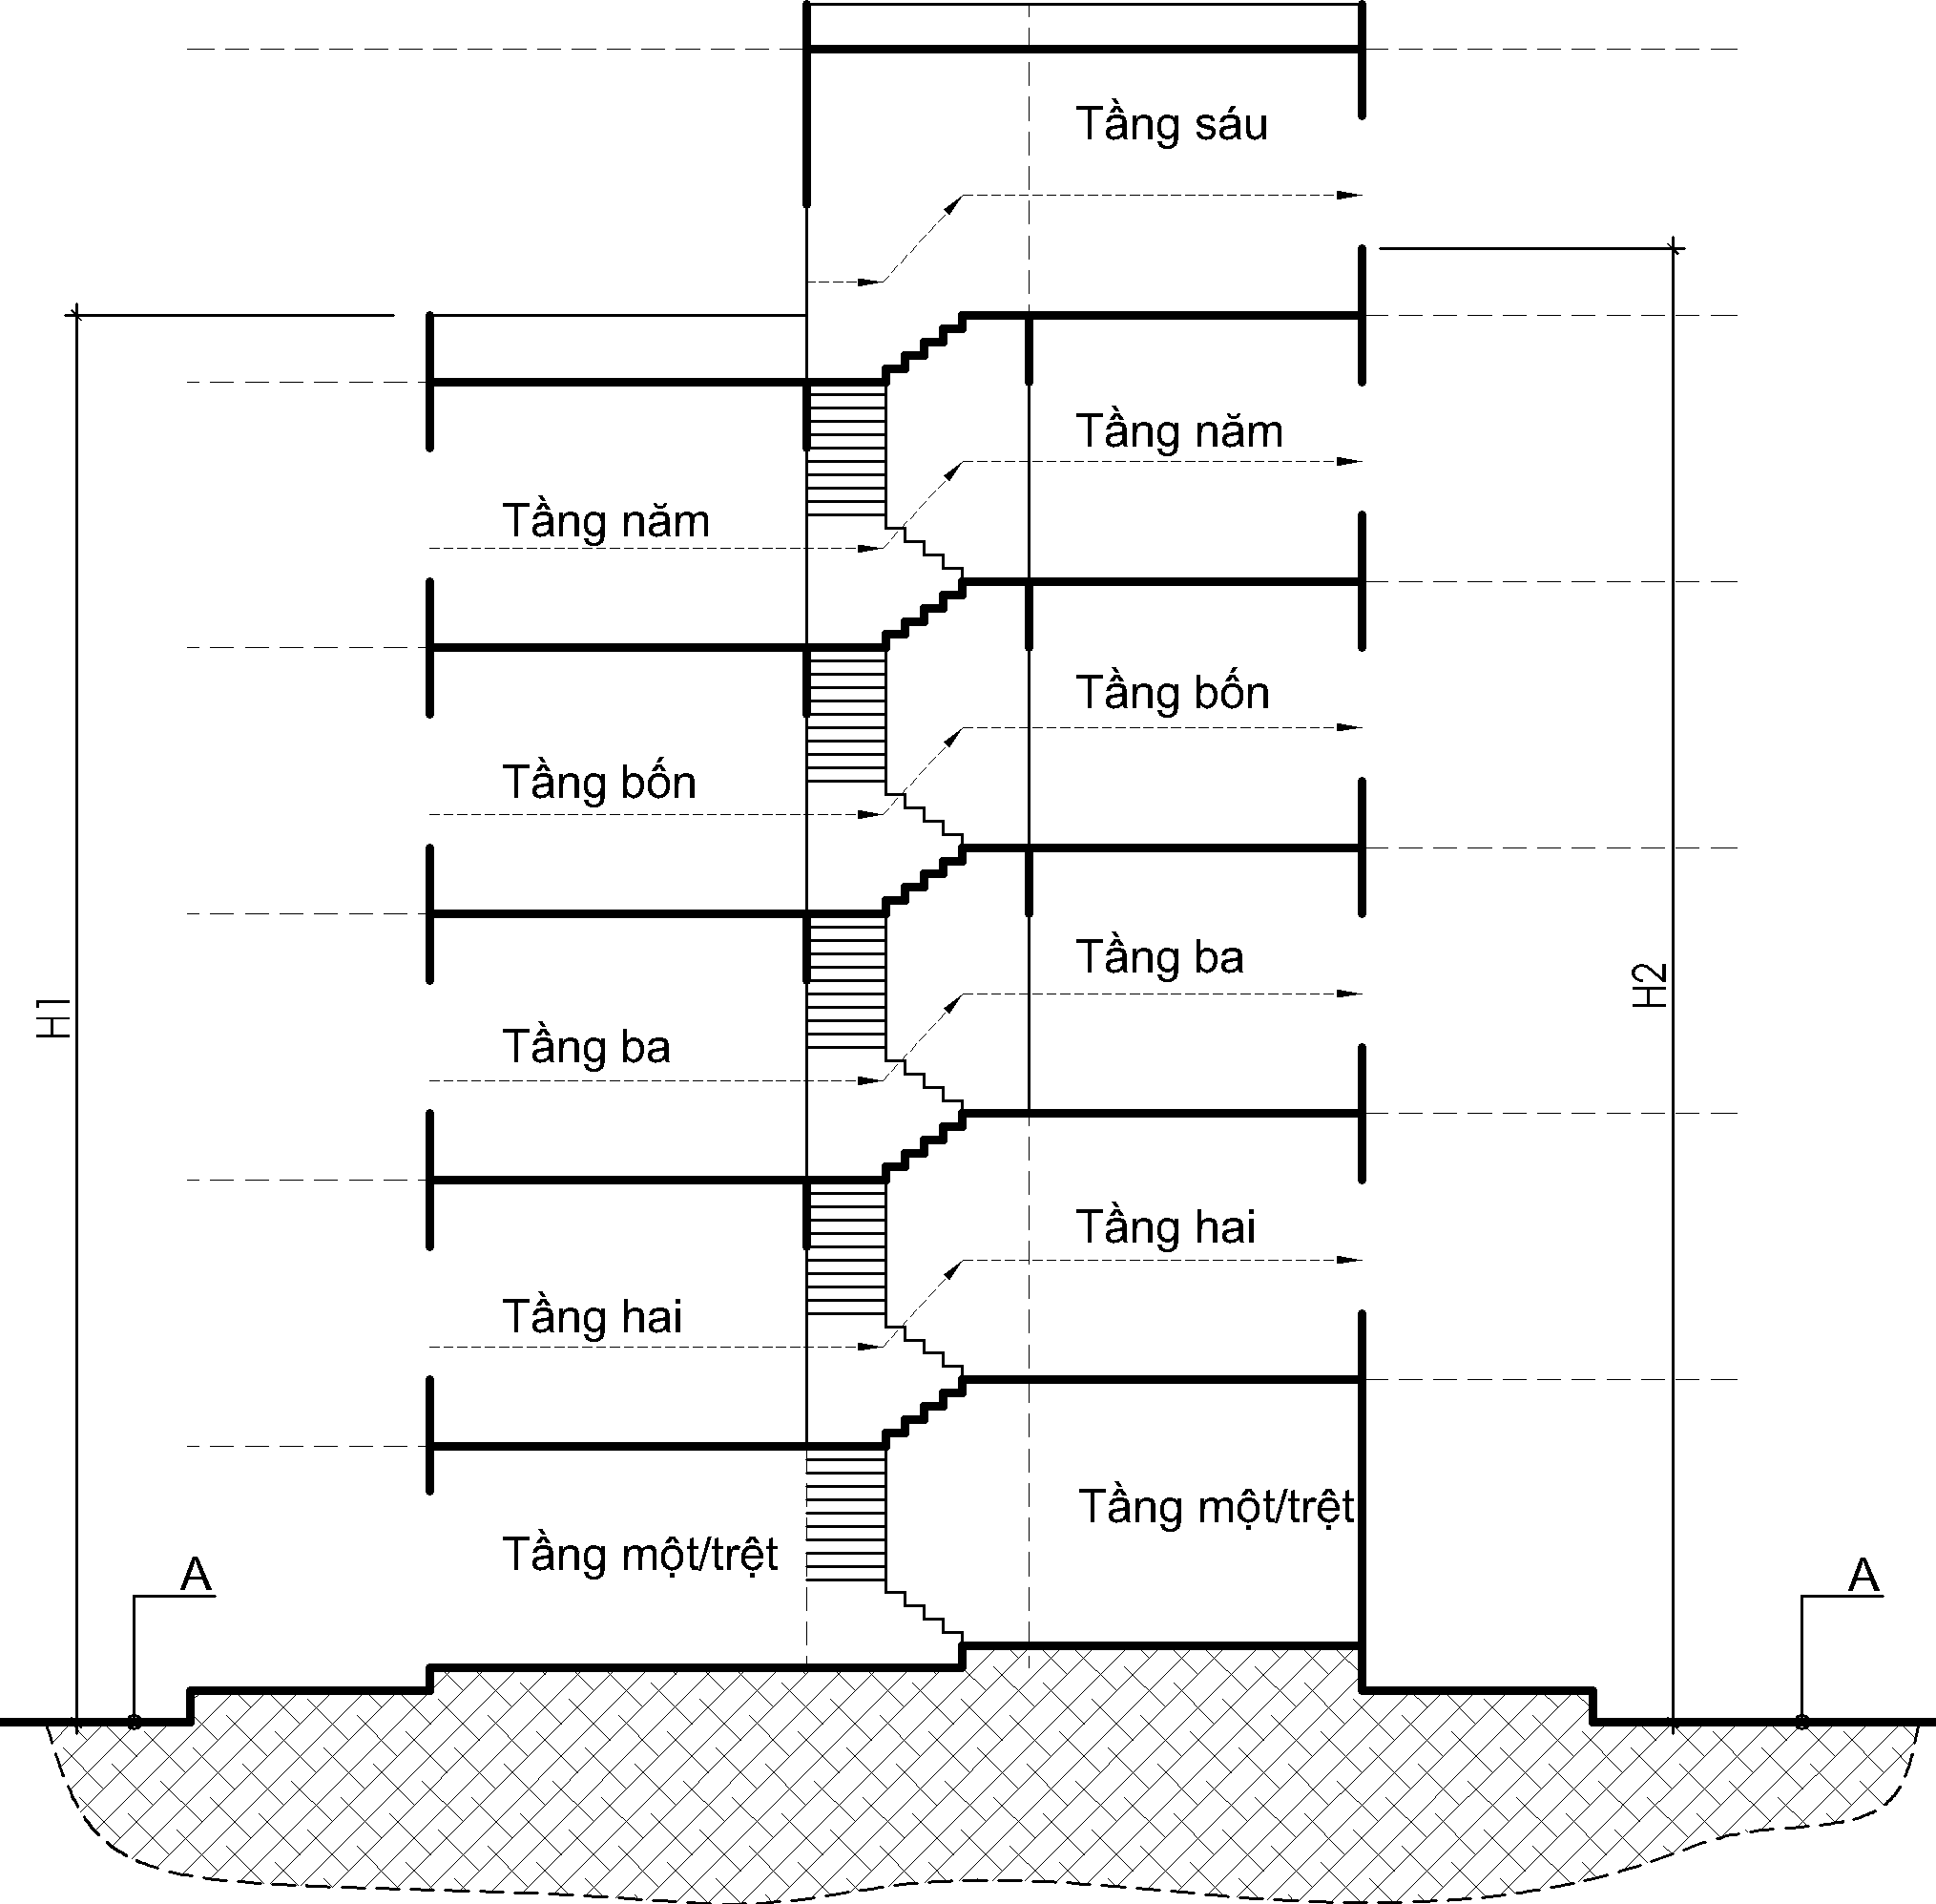 Tầng sáu
Tầng năm
Tầng năm
Tầng bốn
Tầng bốn
Tầng ba
H1
H2
Tầng ba
Tầng hai
Tầng hai
Tầng một/trệt
Tầng một/trệt
A
A